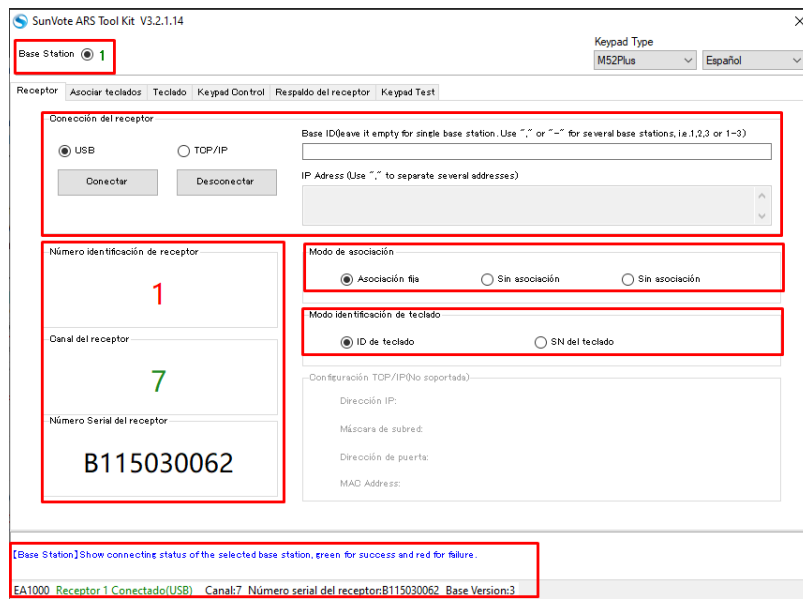 SunVote ARS Tool Kit V3.2.1.14
Base Station 1
Keypad Type
M52Plus Español
Receptor Asociar teclados Teclado Keypad Control Respaldo del receptor Keypad Test
Conección del receptor
Base ID(leave it empty for single base station. Use "," or "-" for several base stations, i.e.1,2,3 or 1-3)
USB TCP/IP
Conectar Desconectar
IP Adress (Use "," to separate several addresses)
Número identificación de receptor
1
Modo de asociación
Asociación fija Sin asociación Sin asociación
Modo identificación de teclado
ID de teclado SN del teclado
Canal del receptor
7
Configuración TCP/IP(No soportada)
Dirección IP:
Máscara de subred:
Dirección de puerta:
MAC Address:
Número Serial del receptor
B115030062
[Base Station]Show connecting status of the selected base station, green for success and red for failure.
EA1000 Receptor 1 Conectado(USB) Canal:7 Número serial del receptor:B115030062 Base Version:3